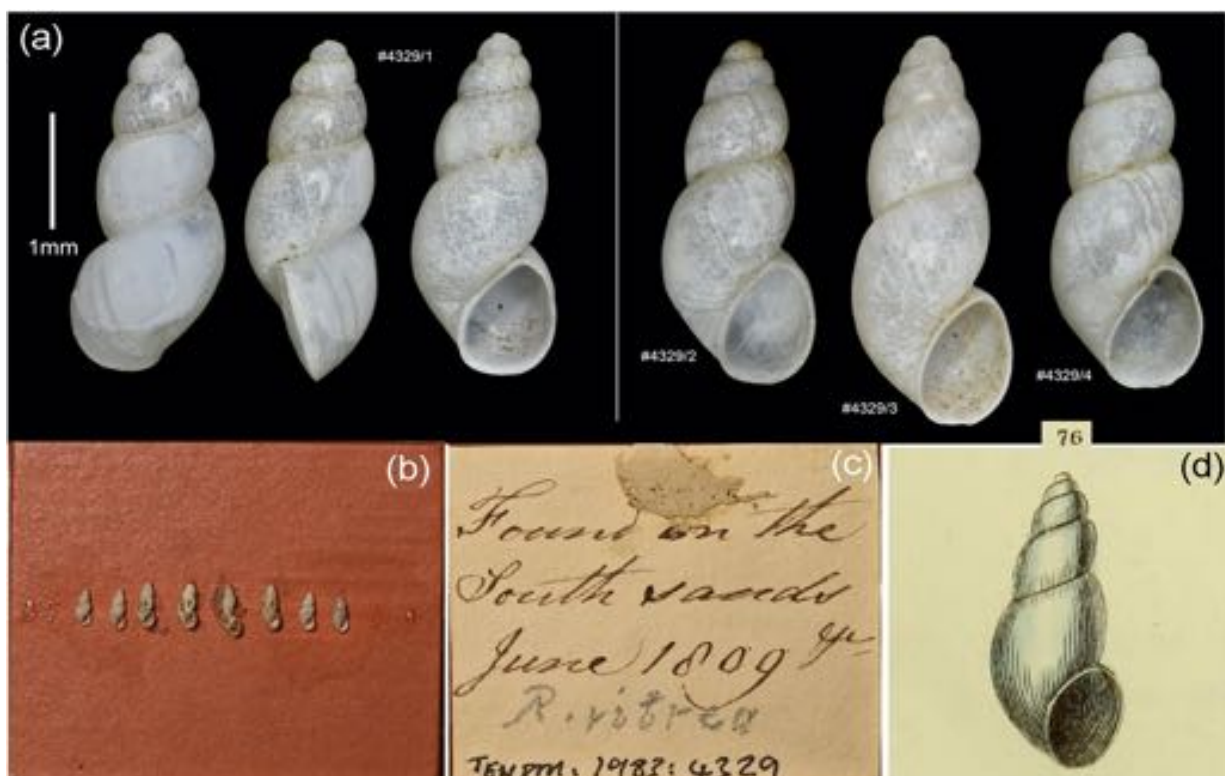 (a)
#4329/1
1mm
#4329/2
#4329/3
#4329/4
76
(b)
(c)
Found on the
South sands
June 1809
R. vitrea
TENPM. 1983: 4329
(d)